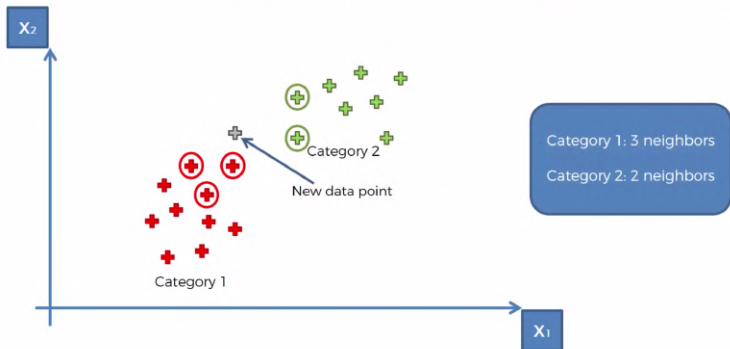 X₂
Category 2
New data point
Category 1
X₁
Category 1: 3 neighbors
Category 2: 2 neighbors